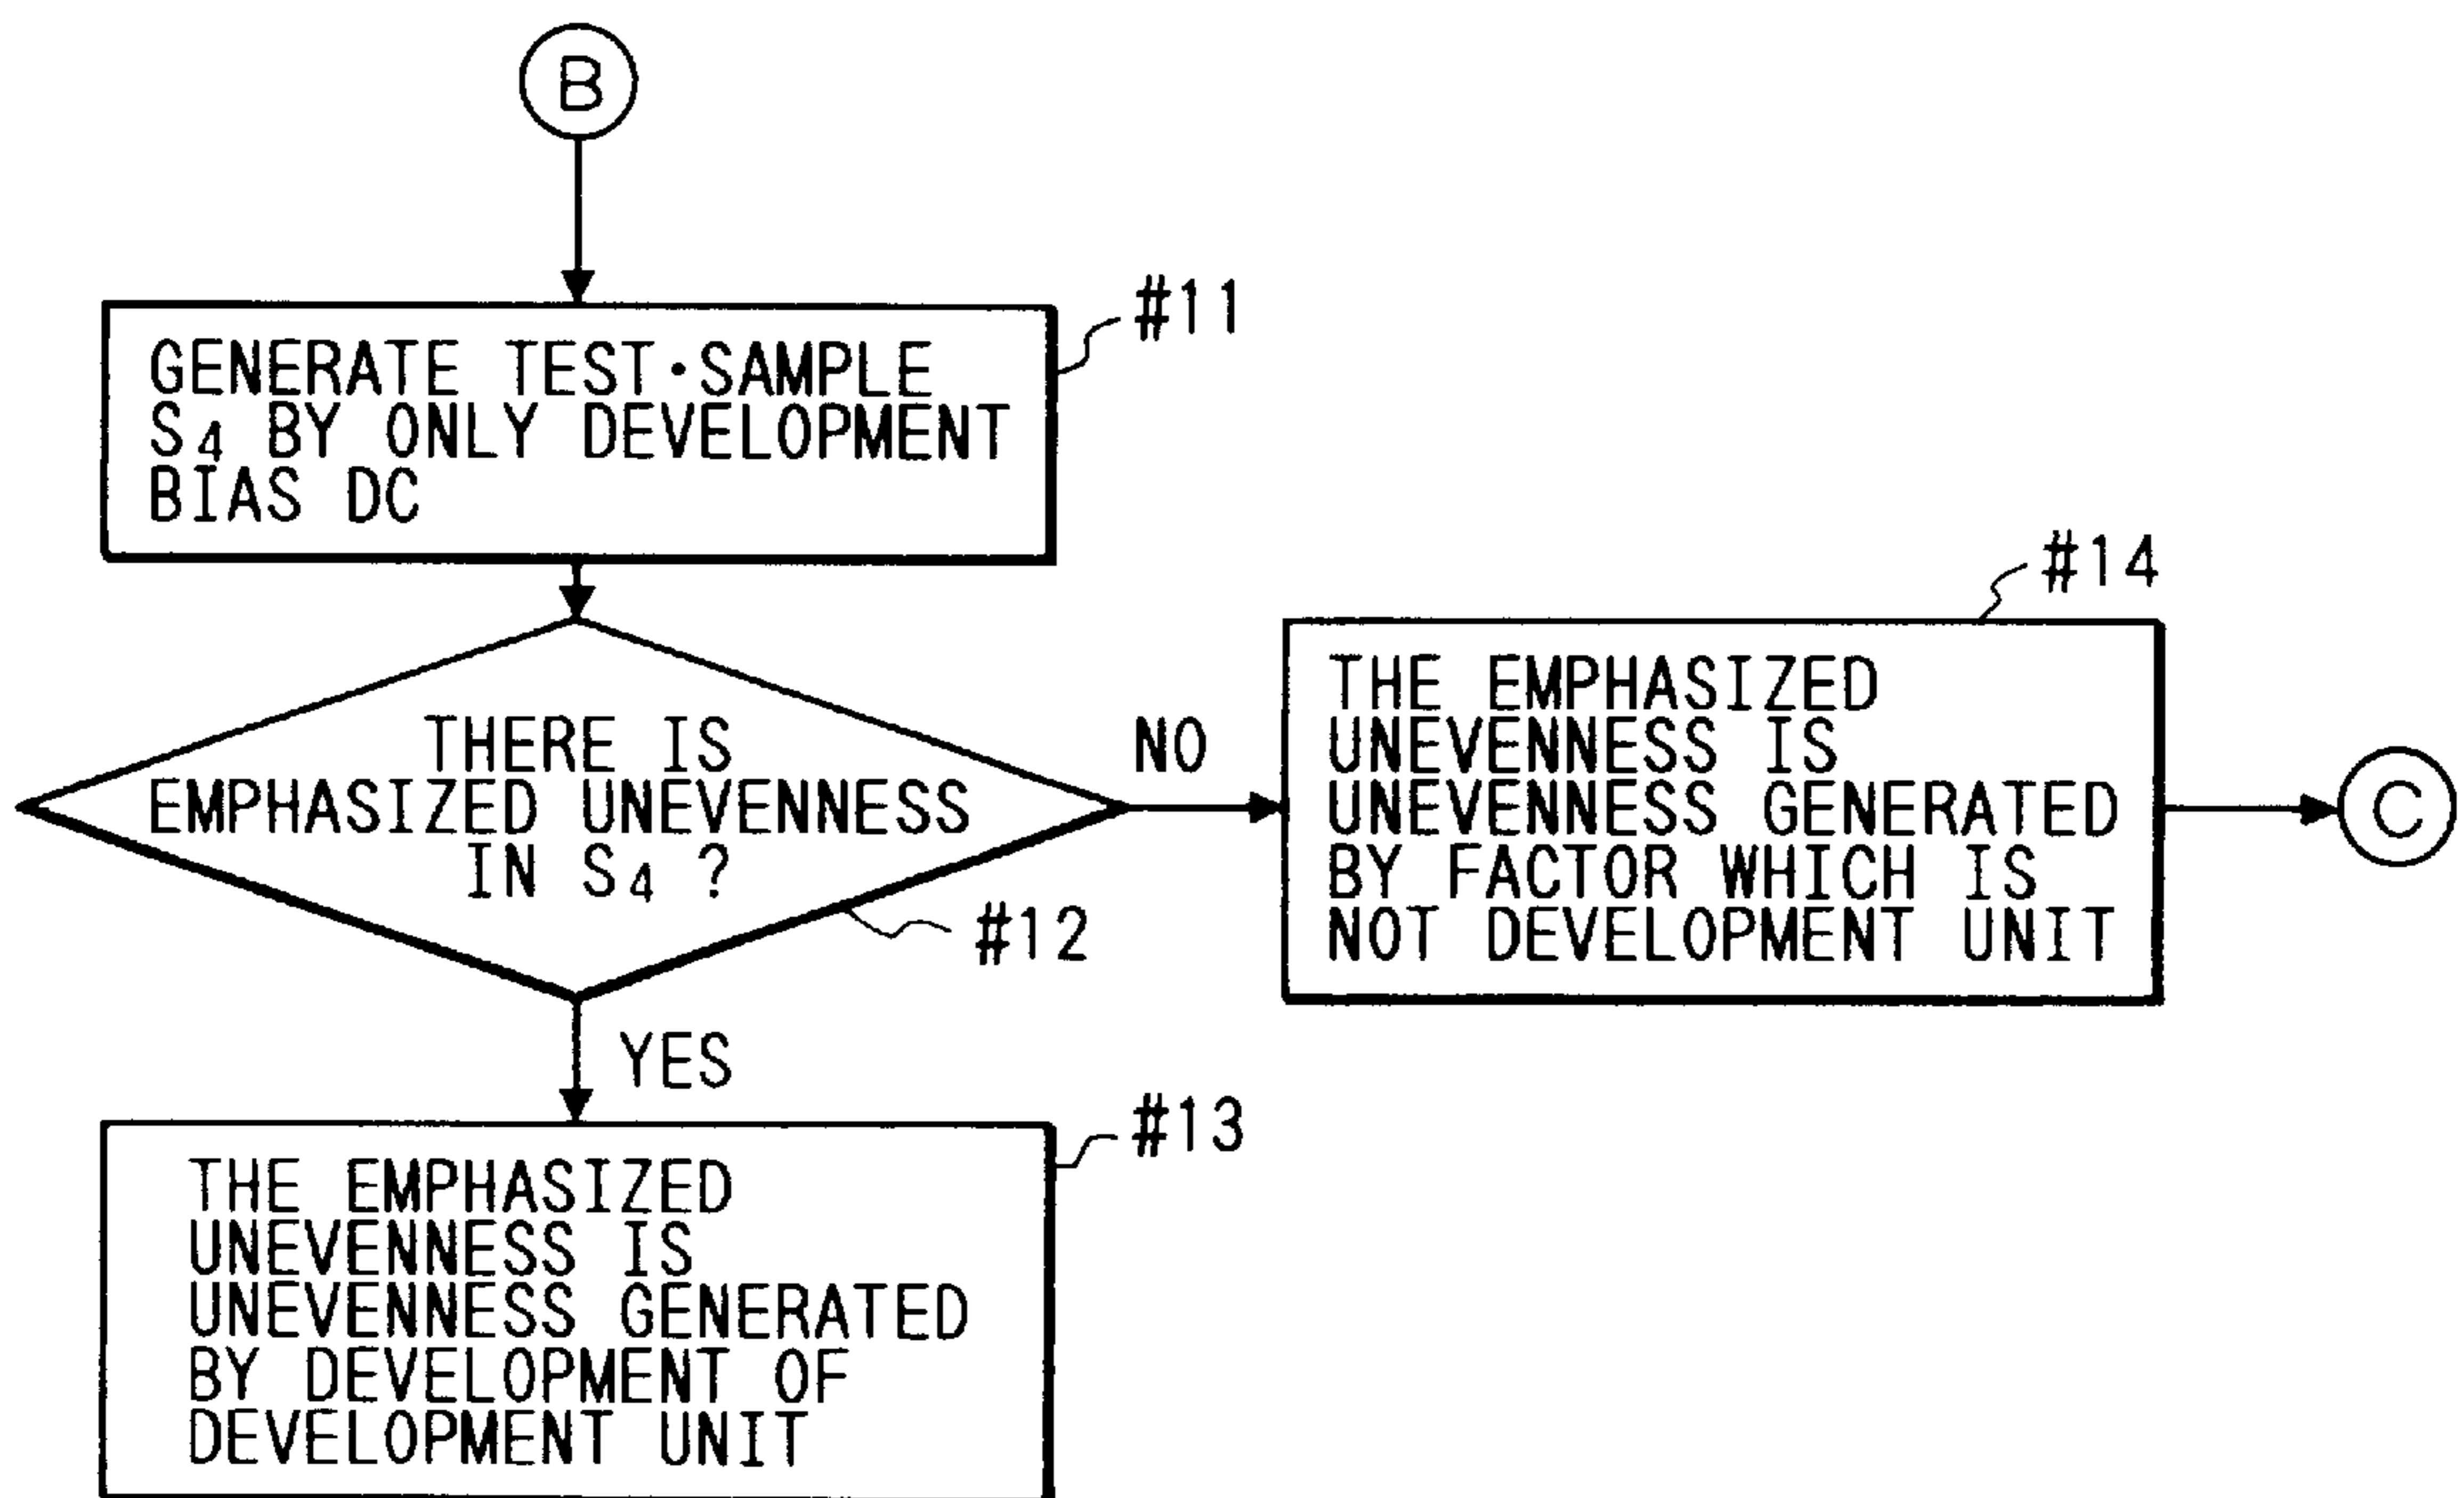 B
#11
GENERATE TEST・SAMPLE
S₄ BY ONLY DEVELOPMENT
BIAS DC
THERE IS
EMPHASIZED UNEVENNESS
IN S₄ ?
#12
NO
#14
THE EMPHASIZED
UNEVENNESS IS
UNEVENNESS GENERATED
BY FACTOR WHICH IS
NOT DEVELOPMENT UNIT
C
YES
#13
THE EMPHASIZED
UNEVENNESS IS
UNEVENNESS GENERATED
BY DEVELOPMENT OF
DEVELOPMENT UNIT